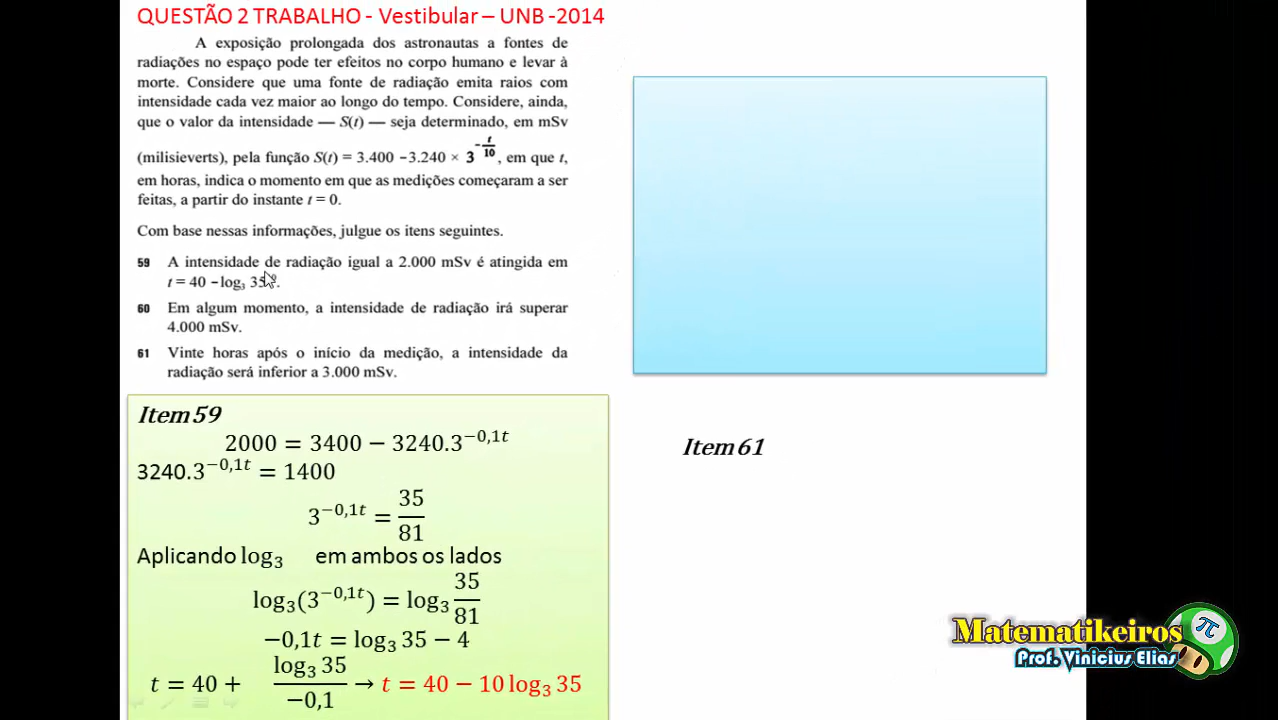 QUESTÃO 2 TRABALHO - Vestibular – UNB -2014
A exposição prolongada dos astronautas a fontes de
radiações no espaço pode ter efeitos no corpo humano e levar à
morte. Considere que uma fonte de radiação emita raios com
intensidade cada vez maior ao longo do tempo. Considere, ainda,
que o valor da intensidade — S(t) — seja determinado, em mSv
(milisieverts), pela função S(t) = 3.400 −3.240 × 3^{-t/10}, em que t,
em horas, indica o momento em que as medições começaram a ser
feitas, a partir do instante t = 0.
Com base nessas informações, julgue os itens seguintes.
59 A intensidade de radiação igual a 2.000 mSv é atingida em
t = 40 − log₃ 35¹⁰.
60 Em algum momento, a intensidade de radiação irá superar
4.000 mSv.
61 Vinte horas após o início da medição, a intensidade da
radiação será inferior a 3.000 mSv.
Item 59
2000 = 3400 − 3240.3^{−0,1t}
3240.3^{−0,1t} = 1400
3^{−0,1t} = 35/81
Aplicando log₃ em ambos os lados
log₃(3^{−0,1t}) = log₃ 35/81
−0,1t = log₃ 35 − 4
t = 40 + log₃ 35/−0,1 → t = 40 − 10 log₃ 35
Item 61
Matematikeiros
π
Prof. Vinicius Elias